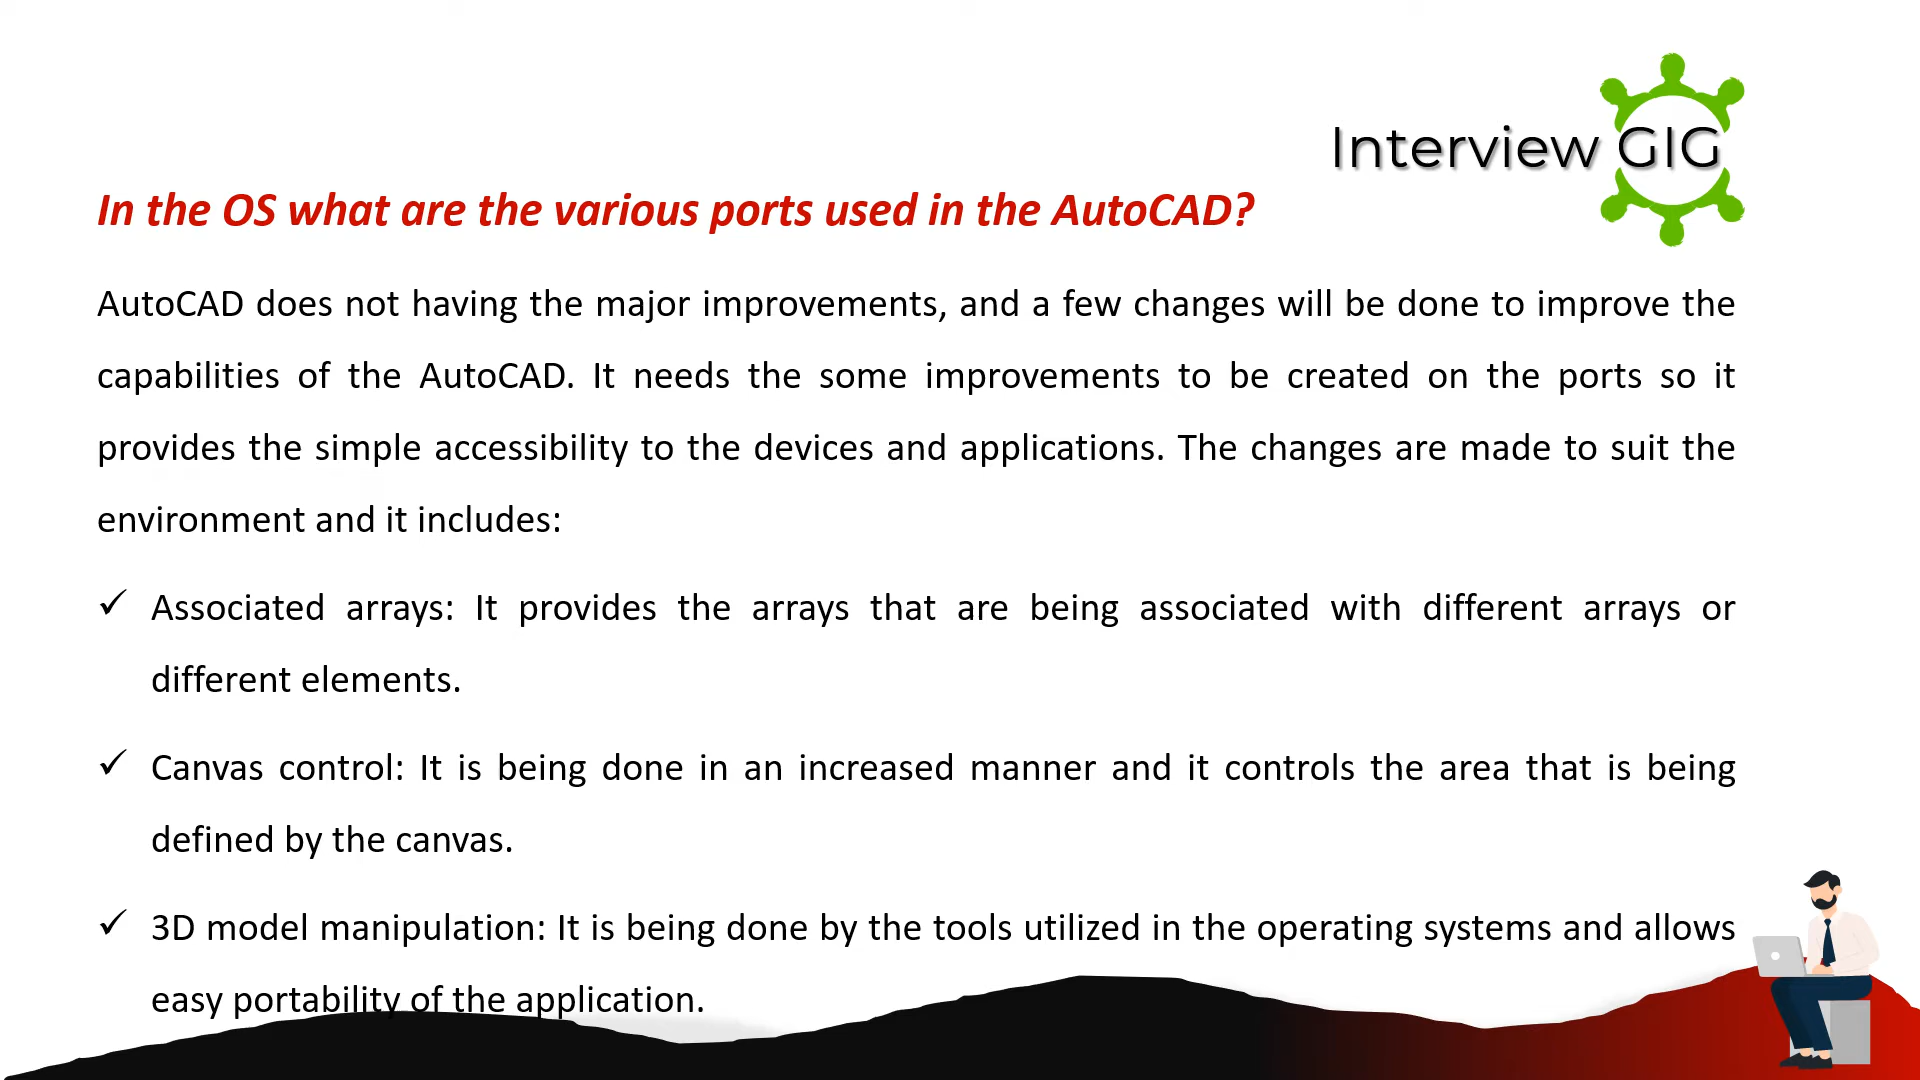 Interview GIG
In the OS what are the various ports used in the AutoCAD?
AutoCAD does not having the major improvements, and a few changes will be done to improve the
capabilities of the AutoCAD. It needs the some improvements to be created on the ports so it
provides the simple accessibility to the devices and applications. The changes are made to suit the
environment and it includes:
✓ Associated arrays: It provides the arrays that are being associated with different arrays or
different elements.
✓ Canvas control: It is being done in an increased manner and it controls the area that is being
defined by the canvas.
✓ 3D model manipulation: It is being done by the tools utilized in the operating systems and allows
easy portability of the application.